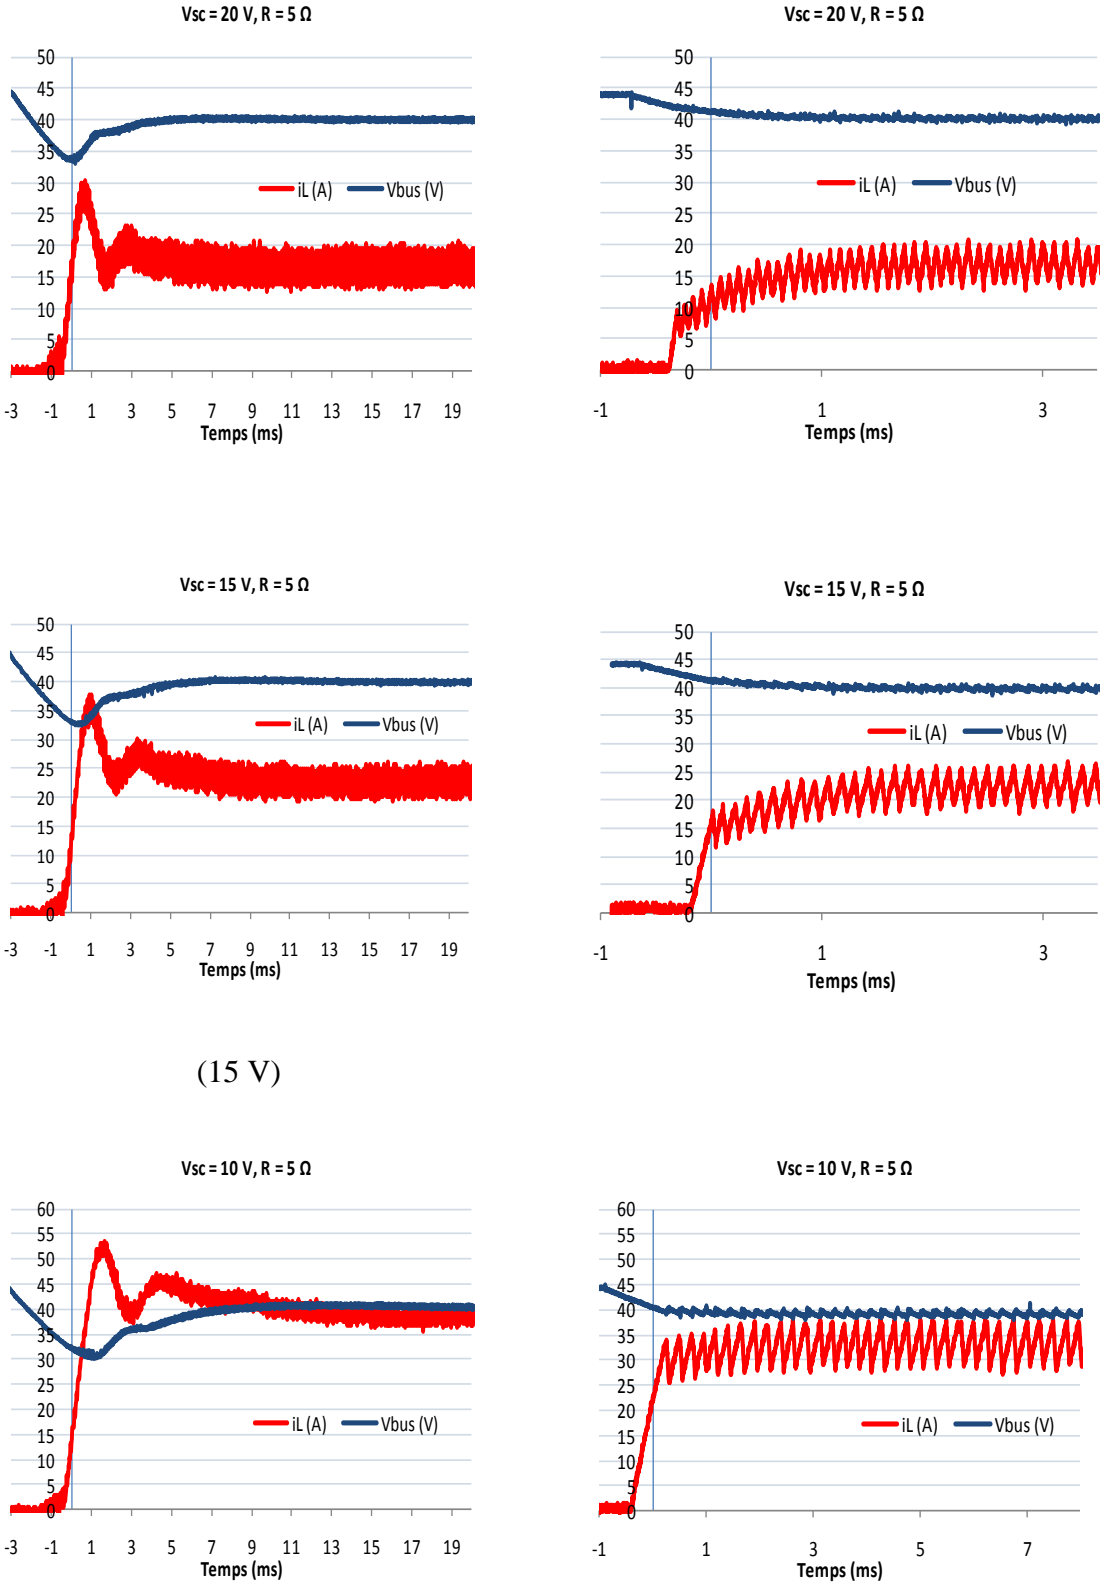 Vsc = 20 V, R = 5 Ω
50
45
40
35
30
25
20
15
10
5
0
iL (A) Vbus (V)
-3 -1 1 3 5 7 9 11 13 15 17 19
Temps (ms)
Vsc = 20 V, R = 5 Ω
50
45
40
35
30
25
20
15
10
5
0
iL (A) Vbus (V)
-1 1 3
Temps (ms)
Vsc = 15 V, R = 5 Ω
50
45
40
35
30
25
20
15
10
5
0
iL (A) Vbus (V)
-3 -1 1 3 5 7 9 11 13 15 17 19
Temps (ms)
Vsc = 15 V, R = 5 Ω
50
45
40
35
30
25
20
15
10
5
0
iL (A) Vbus (V)
-1 1 3
Temps (ms)
(15 V)
Vsc = 10 V, R = 5 Ω
60
55
50
45
40
35
30
25
20
15
10
5
0
iL (A) Vbus (V)
-3 -1 1 3 5 7 9 11 13 15 17 19
Temps (ms)
Vsc = 10 V, R = 5 Ω
60
55
50
45
40
35
30
25
20
15
10
5
0
iL (A) Vbus (V)
-1 1 3 5 7
Temps (ms)